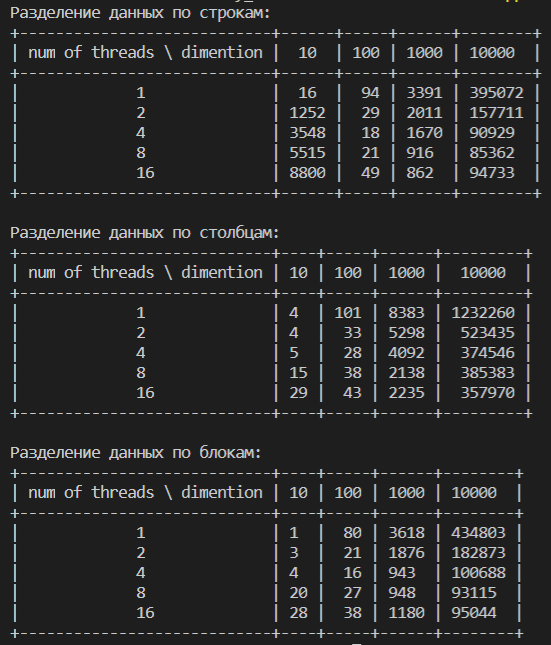 Разделение данных по строкам:
+----------------------------+------+-----+------+--------+
| num of threads \ dimention |  10  | 100 | 1000 | 10000  |
+----------------------------+------+-----+------+--------+
|             1              |  16  |  94 | 3391 | 395072 |
|             2              | 1252 |  29 | 2011 | 157711 |
|             4              | 3548 |  18 | 1670 | 90929  |
|             8              | 5515 |  21 | 916  | 85362  |
|             16             | 8800 |  49 | 862  | 94733  |
+----------------------------+------+-----+------+--------+
Разделение данных по столбцам:
+----------------------------+----+-----+------+---------+
| num of threads \ dimention | 10 | 100 | 1000 |  10000  |
+----------------------------+----+-----+------+---------+
|             1              | 4  | 101 | 8383 | 1232260 |
|             2              | 4  |  33 | 5298 |  523435 |
|             4              | 5  |  28 | 4092 |  374546 |
|             8              | 15 |  38 | 2138 |  385383 |
|             16             | 29 |  43 | 2235 |  357970 |
+----------------------------+----+-----+------+---------+
Разделение данных по блокам:
+----------------------------+----+-----+------+--------+
| num of threads \ dimention | 10 | 100 | 1000 | 10000  |
+----------------------------+----+-----+------+--------+
|             1              | 1  |  80 | 3618 | 434803 |
|             2              | 3  |  21 | 1876 | 182873 |
|             4              | 4  |  16 | 943  | 100688 |
|             8              | 20 |  27 | 948  | 93115  |
|             16             | 28 |  38 | 1180 | 95044  |
+----------------------------+----+-----+------+--------+